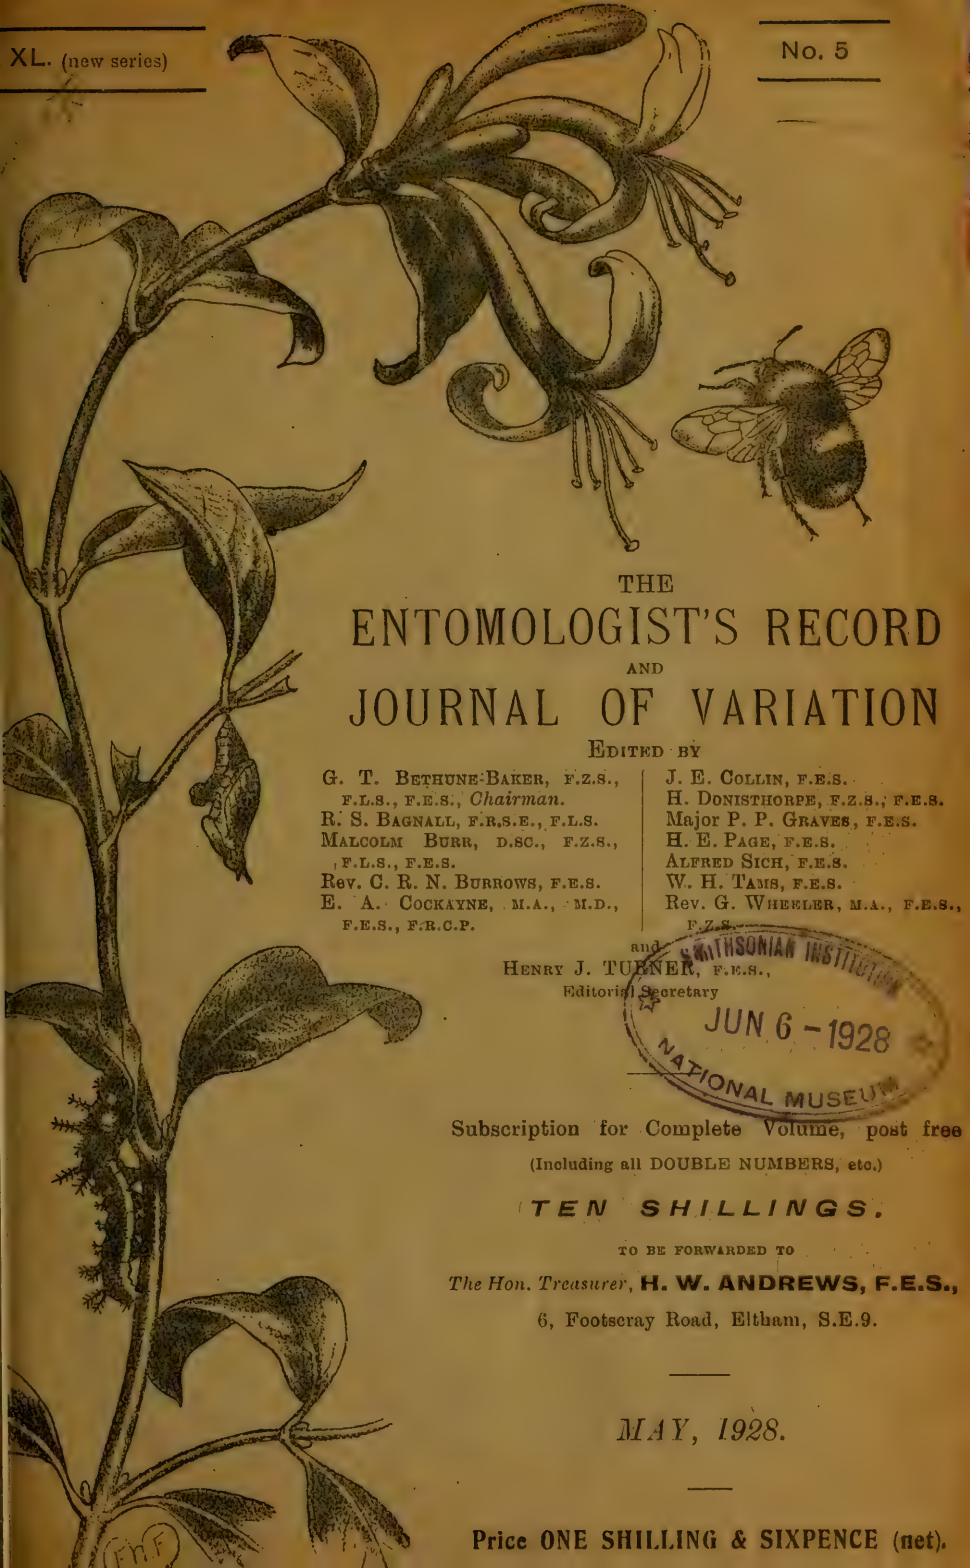 XL. (new series)
No. 5
THE
ENTOMOLOGIST'S RECORD
AND
JOURNAL OF VARIATION
EDITED BY
G. T. BETHUNE-BAKER, F.Z.S.,
F.L.S., F.E.S., Chairman.
R. S. BAGNALL, F.R.S.E., F.L.S.
MALCOLM BURR, D.SC., F.Z.S.,
F.L.S., F.E.S.
Rev. C. R. N. BURROWS, F.E.S.
E. A. COCKAYNE, M.A., M.D.,
F.E.S., F.R.C.P.
J. E. COLLIN, F.E.S.
H. DONISTHORPE, F.Z.S., F.E.S.
Major P. P. GRAVES, F.E.S.
H. E. PAGE, F.E.S.
ALFRED SICH, F.E.S.
W. H. TAMS, F.E.S.
Rev. G. WHEELER, M.A., F.E.S.,
F.Z.S.
and
HENRY J. TURNER, F.E.S.,
Editorial Secretary
SMITHSONIAN INSTITUTION
JUN 6 - 1928
NATIONAL MUSEUM
Subscription for Complete Volume, post free
(Including all DOUBLE NUMBERS, etc.)
TEN SHILLINGS.
TO BE FORWARDED TO
The Hon. Treasurer, H. W. ANDREWS, F.E.S.,
6, Footscray Road, Eltham, S.E.9.
MAY, 1928.
Price ONE SHILLING & SIXPENCE (net).